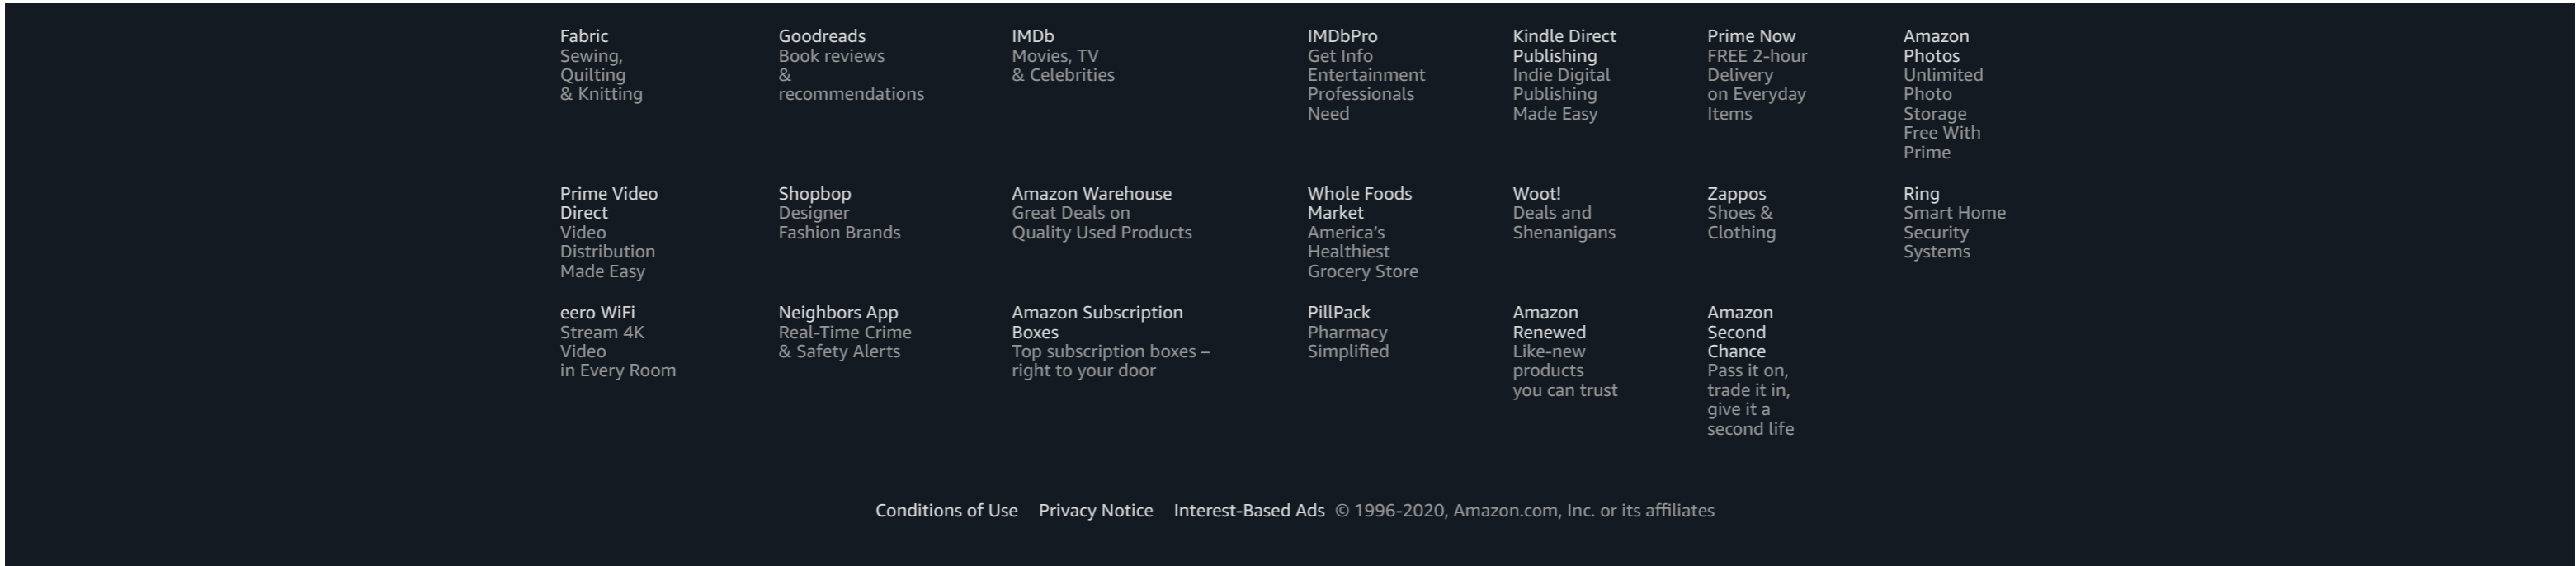 Fabric
Sewing,
Quilting
& Knitting
Goodreads
Book reviews
&
recommendations
IMDb
Movies, TV
& Celebrities
IMDbPro
Get Info
Entertainment
Professionals
Need
Kindle Direct
Publishing
Indie Digital
Publishing
Made Easy
Prime Now
FREE 2-hour
Delivery
on Everyday
Items
Amazon
Photos
Unlimited
Photo
Storage
Free With
Prime
Prime Video
Direct
Video
Distribution
Made Easy
Shopbop
Designer
Fashion Brands
Amazon Warehouse
Great Deals on
Quality Used Products
Whole Foods
Market
America’s
Healthiest
Grocery Store
Woot!
Deals and
Shenanigans
Zappos
Shoes &
Clothing
Ring
Smart Home
Security
Systems
eero WiFi
Stream 4K
Video
in Every Room
Neighbors App
Real-Time Crime
& Safety Alerts
Amazon Subscription
Boxes
Top subscription boxes –
right to your door
PillPack
Pharmacy
Simplified
Amazon
Renewed
Like-new
products
you can trust
Amazon
Second
Chance
Pass it on,
trade it in,
give it a
second life
Conditions of Use Privacy Notice Interest-Based Ads © 1996-2020, Amazon.com, Inc. or its affiliates